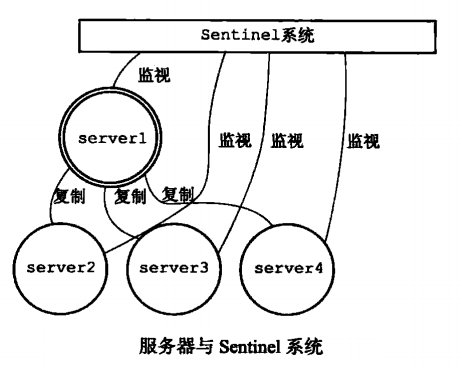 Sentinel系统
监视
server1
监视 监视 监视
复制 复制 复制
server2 server3 server4
服务器与 Sentinel 系统